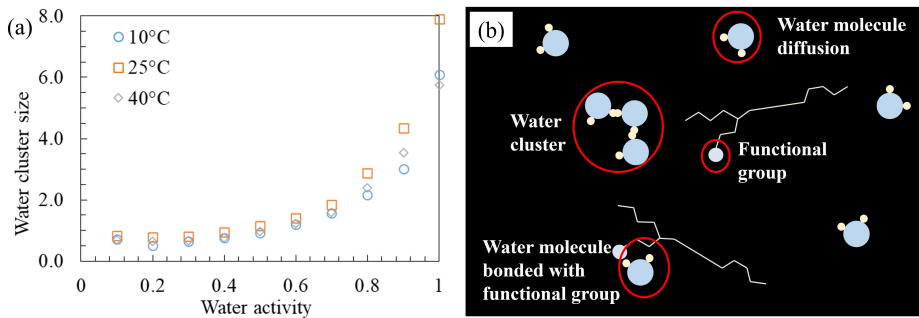 (a)
8.0
6.0
4.0
2.0
0.0
Water cluster size
10°C
25°C
40°C
0
0.2
0.4
0.6
0.8
1
Water activity
(b)
Water molecule
diffusion
Water
cluster
Functional
group
Water molecule
bonded with
functional group